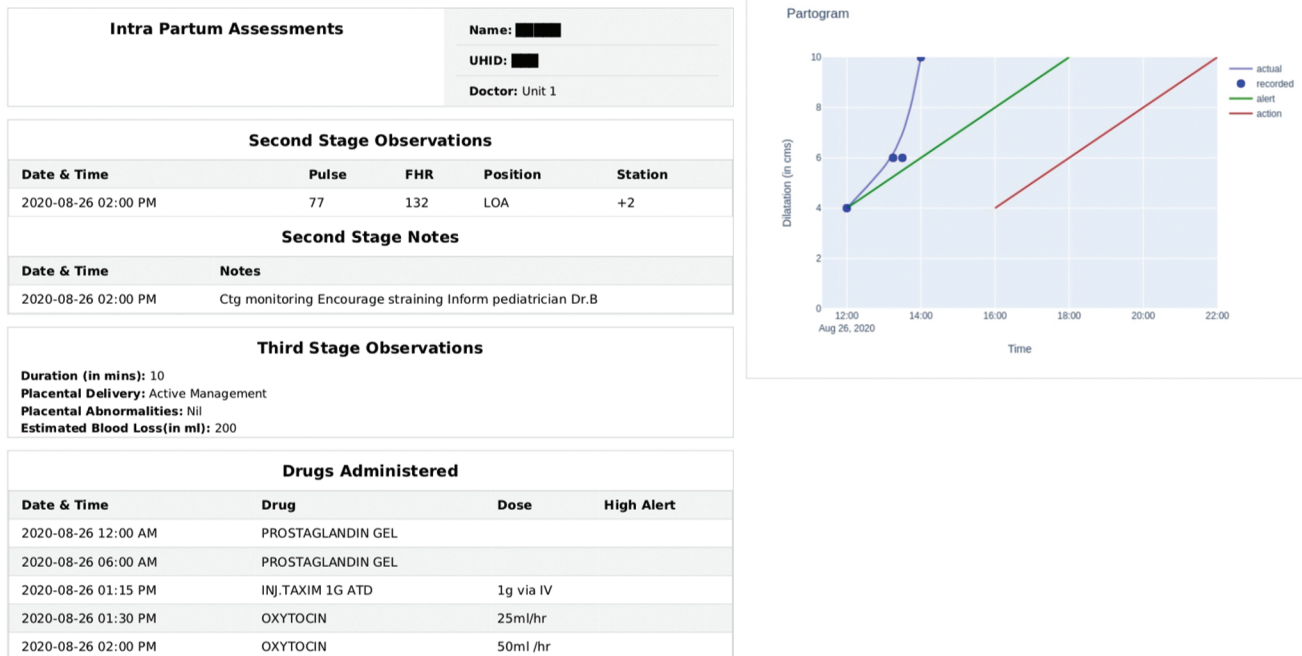 Intra Partum Assessments
Name:
UHID:
Doctor: Unit 1
Second Stage Observations
Date & Time Pulse FHR Position Station
2020-08-26 02:00 PM 77 132 LOA +2
Second Stage Notes
Date & Time Notes
2020-08-26 02:00 PM Ctg monitoring Encourage straining Inform pediatrician Dr.B
Third Stage Observations
Duration (in mins): 10
Placental Delivery: Active Management
Placental Abnormalities: Nil
Estimated Blood Loss(in ml): 200
Drugs Administered
Date & Time Drug Dose High Alert
2020-08-26 12:00 AM PROSTAGLANDIN GEL
2020-08-26 06:00 AM PROSTAGLANDIN GEL
2020-08-26 01:15 PM INJ.TAXIM 1G ATD 1g via IV
2020-08-26 01:30 PM OXYTOCIN 25ml/hr
2020-08-26 02:00 PM OXYTOCIN 50ml /hr
Partogram
10
8
6
4
2
0
Dilatation (in cms)
12:00 14:00 16:00 18:00 20:00 22:00
Aug 26, 2020
Time
actual
recorded
alert
action